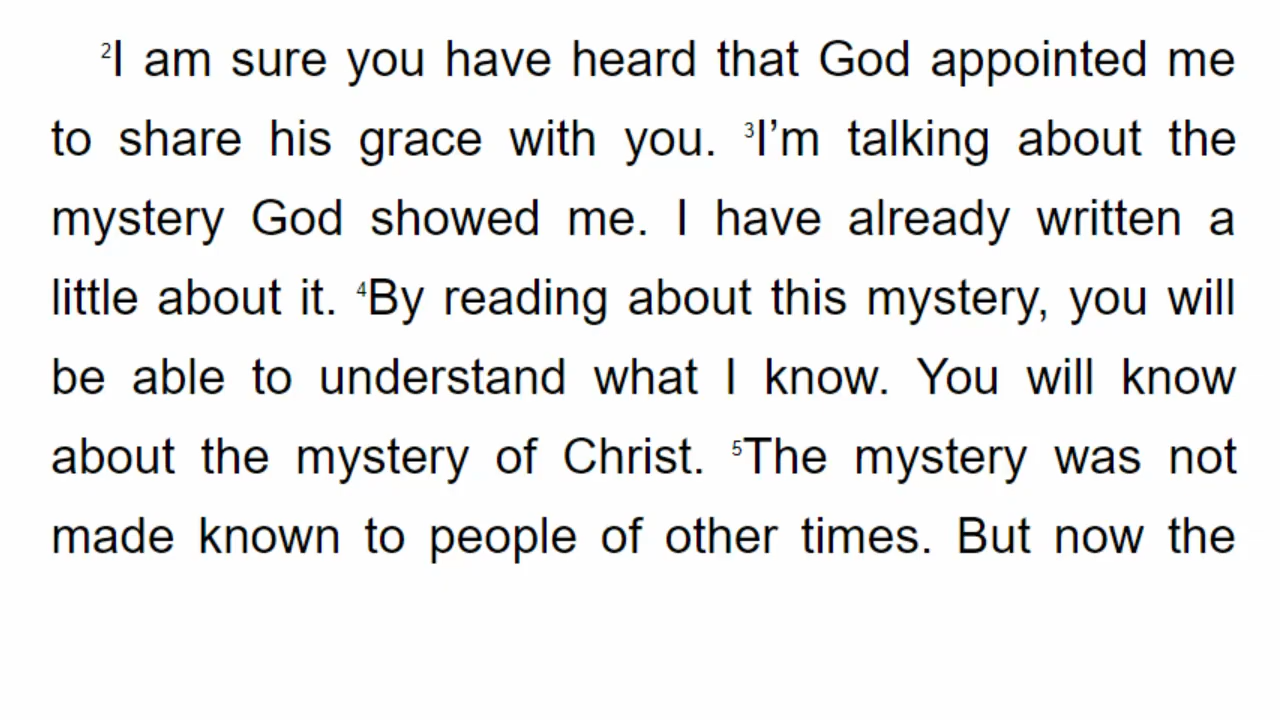 2I am sure you have heard that God appointed me
to share his grace with you. 3I’m talking about the
mystery God showed me. I have already written a
little about it. 4By reading about this mystery, you will
be able to understand what I know. You will know
about the mystery of Christ. 5The mystery was not
made known to people of other times. But now the